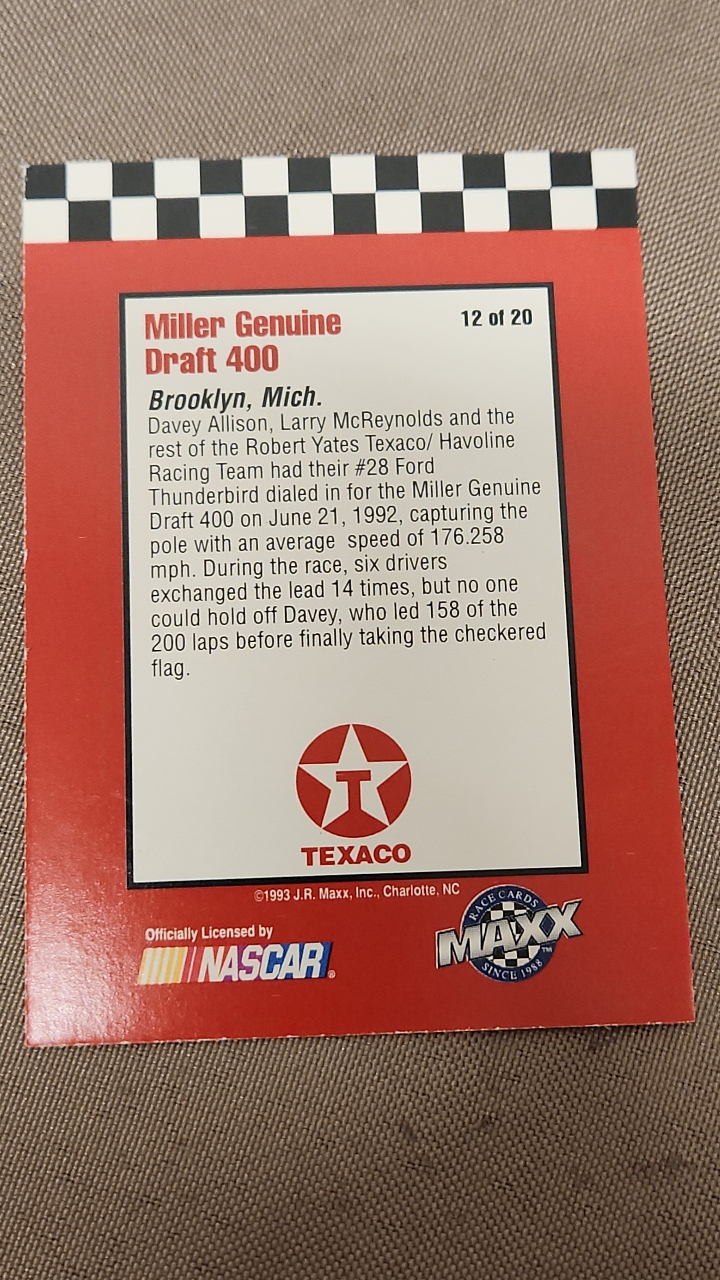 Miller Genuine
Draft 400
12 of 20
Brooklyn, Mich.
Davey Allison, Larry McReynolds and the
rest of the Robert Yates Texaco/ Havoline
Racing Team had their #28 Ford
Thunderbird dialed in for the Miller Genuine
Draft 400 on June 21, 1992, capturing the
pole with an average speed of 176.258
mph. During the race, six drivers
exchanged the lead 14 times, but no one
could hold off Davey, who led 158 of the
200 laps before finally taking the checkered
flag.
T
TEXACO
©1993 J.R. Maxx, Inc., Charlotte, NC
Officially Licensed by
NASCAR®
RACE CARDS
MAXX™
SINCE 1988